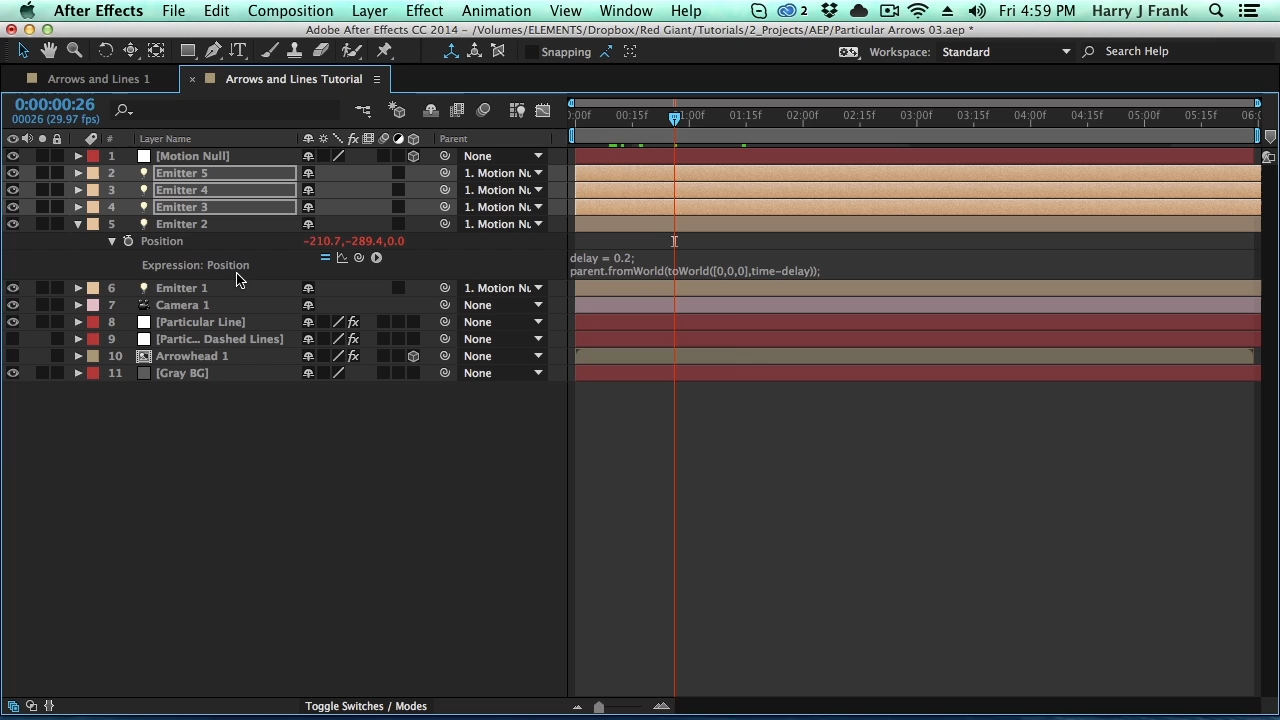 After Effects File Edit Composition Layer Effect Animation View Window Help 2 Fri 4:59 PM Harry J Frank
Adobe After Effects CC 2014 - /Volumes/ELEMENTS/Dropbox/Red Giant/Tutorials/2_Projects/AEP/Particular Arrows 03.aep *
Snapping Workspace: Standard Search Help
Arrows and Lines 1 × Arrows and Lines Tutorial
0:00:00:26
00026 (29.97 fps)
:00f 00:15f 01:00f 01:15f 02:00f 02:15f 03:00f 03:15f 04:00f 04:15f 05:00f 05:15f 06:0
# Layer Name fx Parent
1 [Motion Null] None
2 Emitter 5 1. Motion Nu
3 Emitter 4 1. Motion Nu
4 Emitter 3 1. Motion Nu
5 Emitter 2 1. Motion Nu
Position -210.7,-289.4,0.0
Expression: Position
delay = 0.2;
parent.fromWorld(toWorld([0,0,0],time-delay));
6 Emitter 1 1. Motion Nu
7 Camera 1 None
8 [Particular Line] fx None
9 [Partic... Dashed Lines] fx None
10 Arrowhead 1 fx None
11 [Gray BG] None
Toggle Switches / Modes